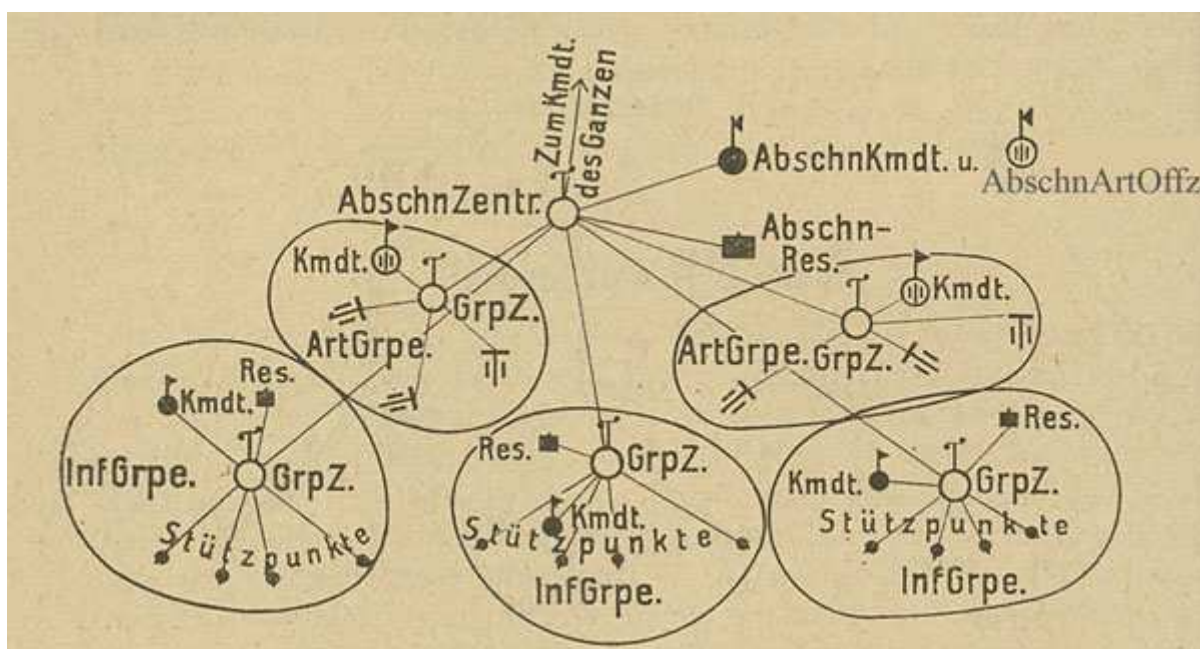 Zum Kmdt.
des Ganzen
AbschnKmdt. u.
AbschnArtOffz
AbschnZentr.
Abschn-
Res.
Kmdt.
GrpZ.
ArtGrpe.
Kmdt.
ArtGrpe.
GrpZ.
Res.
Kmdt.
InfGrpe.
GrpZ.
Stützpunkte
Res.
GrpZ.
Kmdt.
Stützpunkte
InfGrpe.
Res.
Kmdt.
GrpZ.
Stützpunkte
InfGrpe.